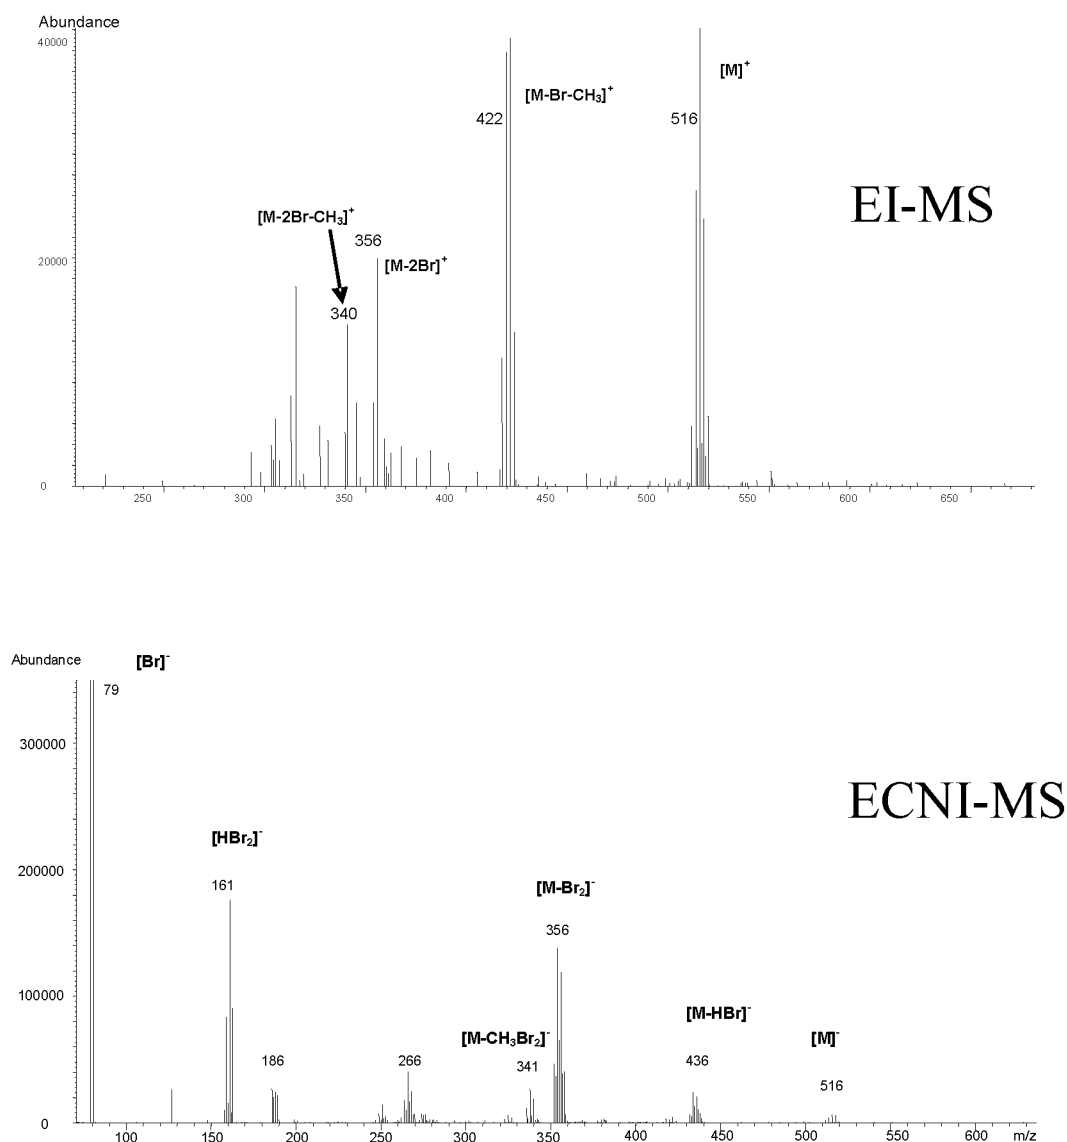 Abundance
40000
[M]⁺
[M-Br-CH₃]⁺
422
516
EI-MS
[M-2Br-CH₃]⁺
356
20000
[M-2Br]⁺
340
0
250 300 350 400 450 500 550 600 650
Abundance
[Br]⁻
79
300000
ECNI-MS
[HBr₂]⁻
200000
161
[M-Br₂]⁻
356
100000
[M-HBr]⁻
[M-CH₃Br₂]⁻
[M]⁻
186
266
341
436
516
0
100 150 200 250 300 350 400 450 500 550 600 m/z